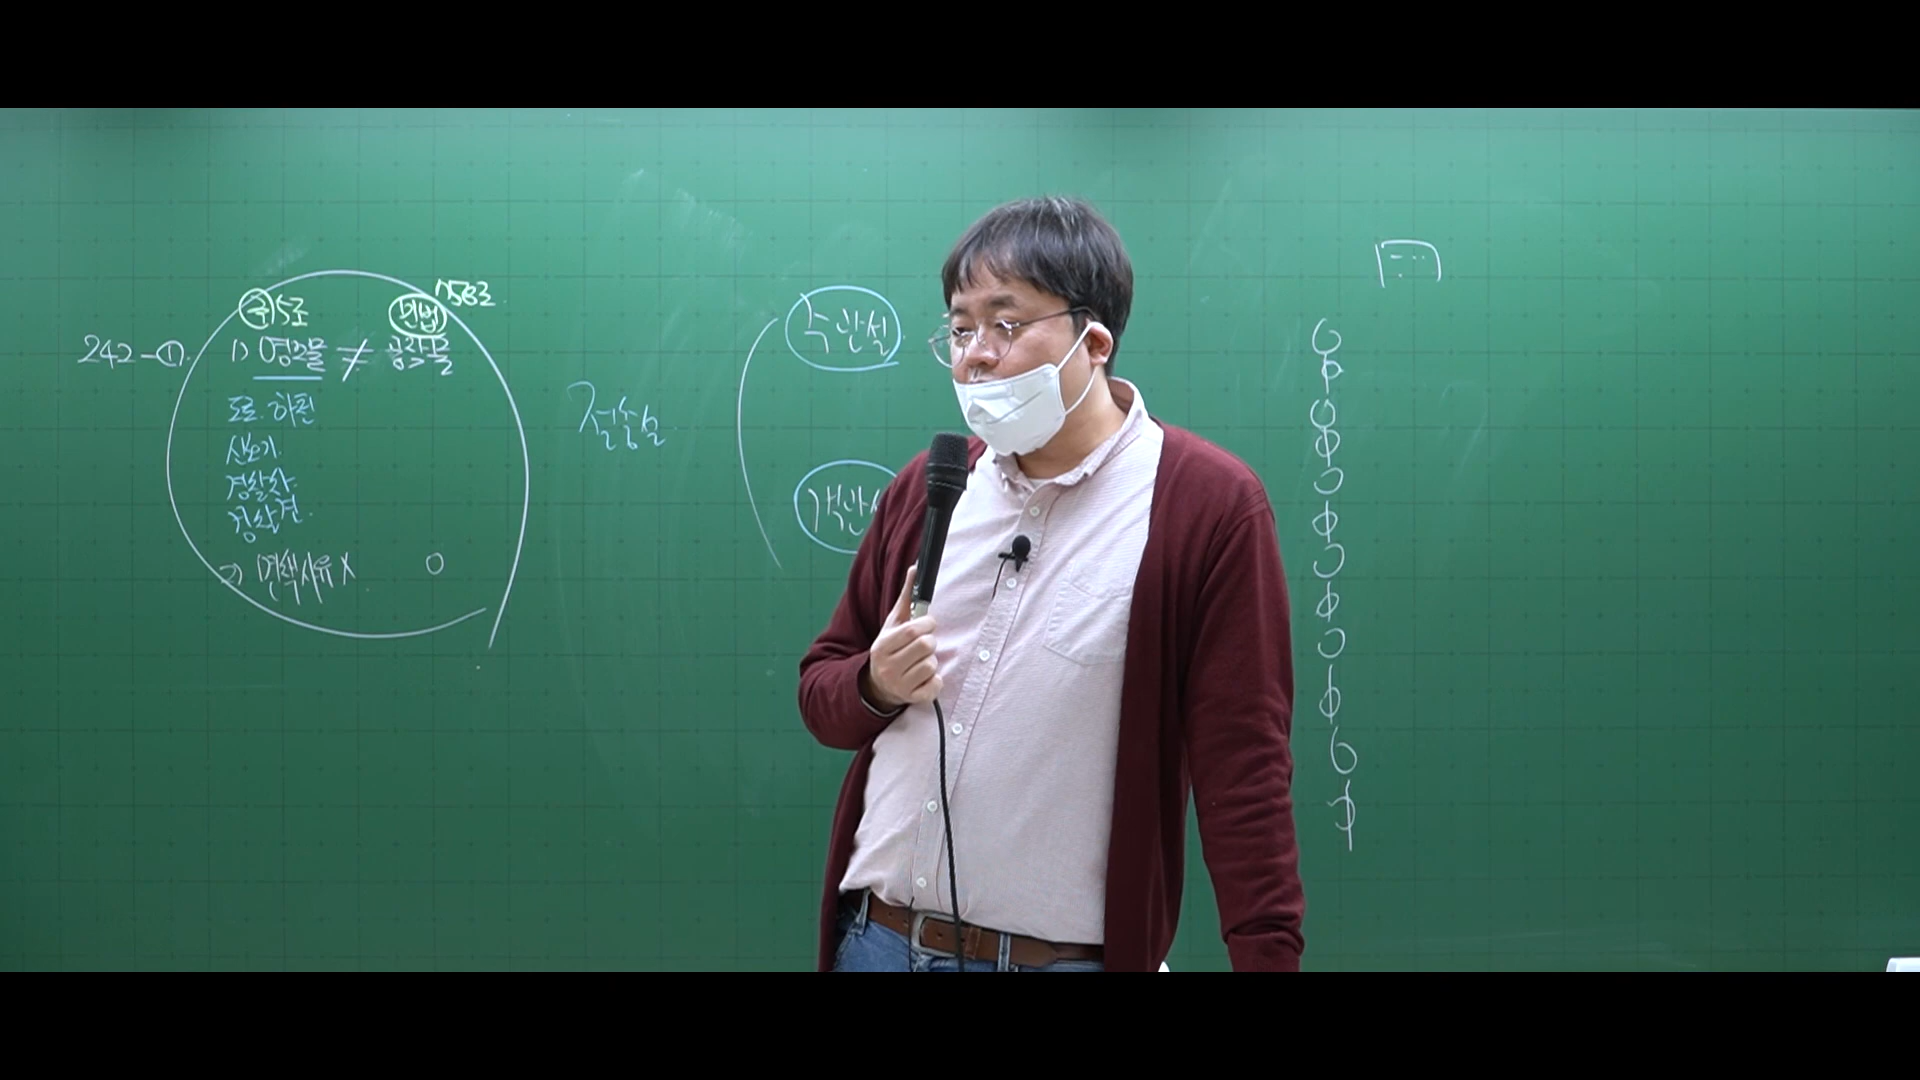 국 5조 민법 758조
242-① 1) 영조물 ≠ 공작물
도로. 하천
신호기.
경찰차.
경찰견.
2) 면책사유 X O
절충설
주관설
객관